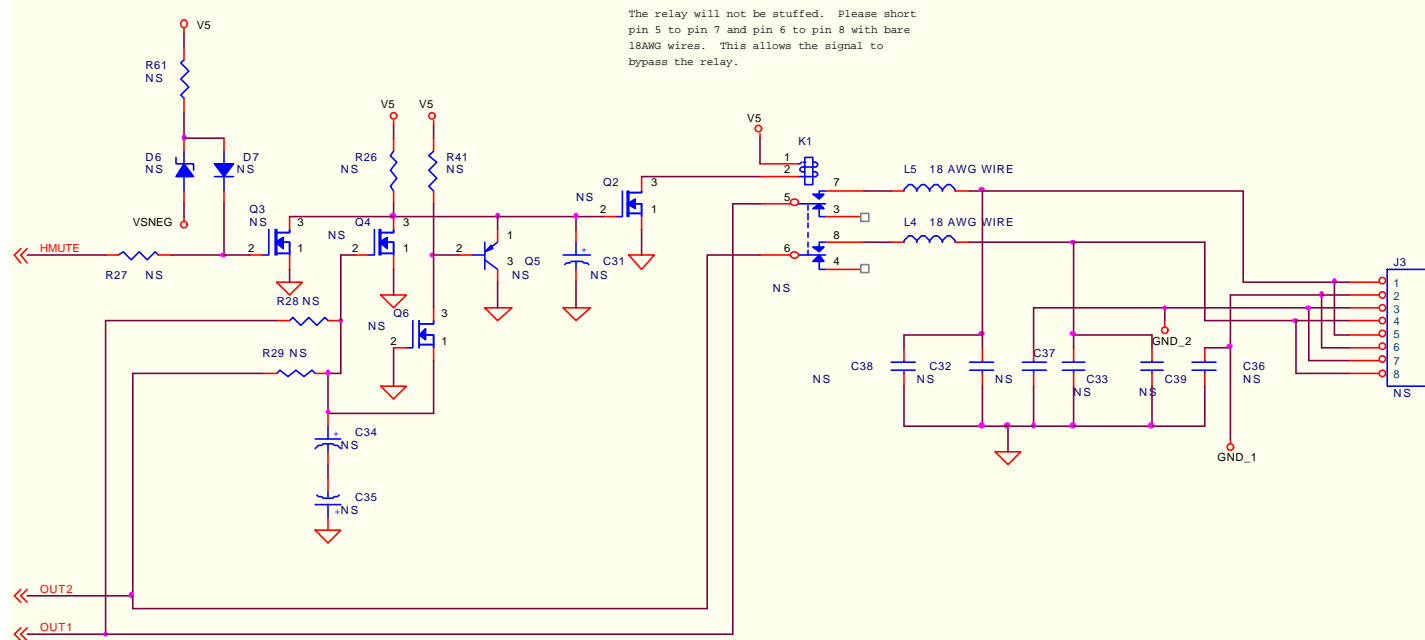 The relay will not be stuffed. Please short
pin 5 to pin 7 and pin 6 to pin 8 with bare
18AWG wires. This allows the signal to
bypass the relay.
V5
R61
NS
D6
NS
D7
NS
VSNEG
HMUTE
R27 NS
V5
V5
R26
NS
R41
NS
Q3
NS
3
2
1
Q4
NS
3
2
1
R28 NS
R29 NS
Q6
NS
3
2
1
1
2
3
Q5
NS
+
C31
NS
Q2
NS
3
2
1
V5
K1
1
2
7
5
3
8
6
4
NS
L5 18 AWG WIRE
L4 18 AWG WIRE
C34
+
NS
C35
+
NS
NS
C38
C32
NS
C37
NS
C33
NS
C39
NS
C36
NS
GND_2
GND_1
J3
1
2
3
4
5
6
7
8
NS
OUT2
OUT1